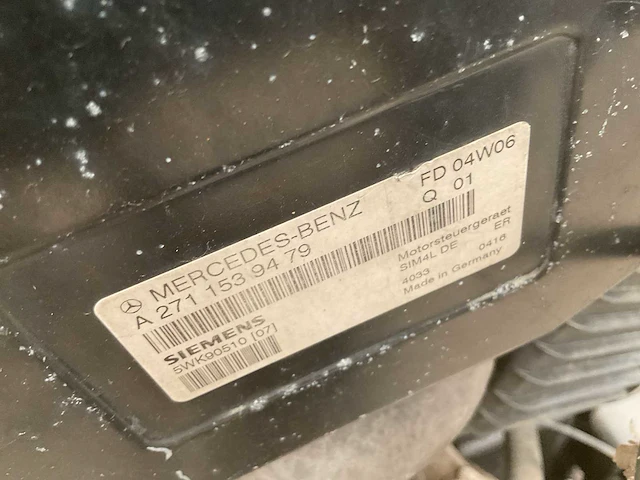 MERCEDES-BENZ
A 271 153 94 79
FD 04W06
Q 01
SIEMENS
5WK90510 [07]
Motorsteuergeraet
SIM4L DE ER
4033 0416
Made in Germany